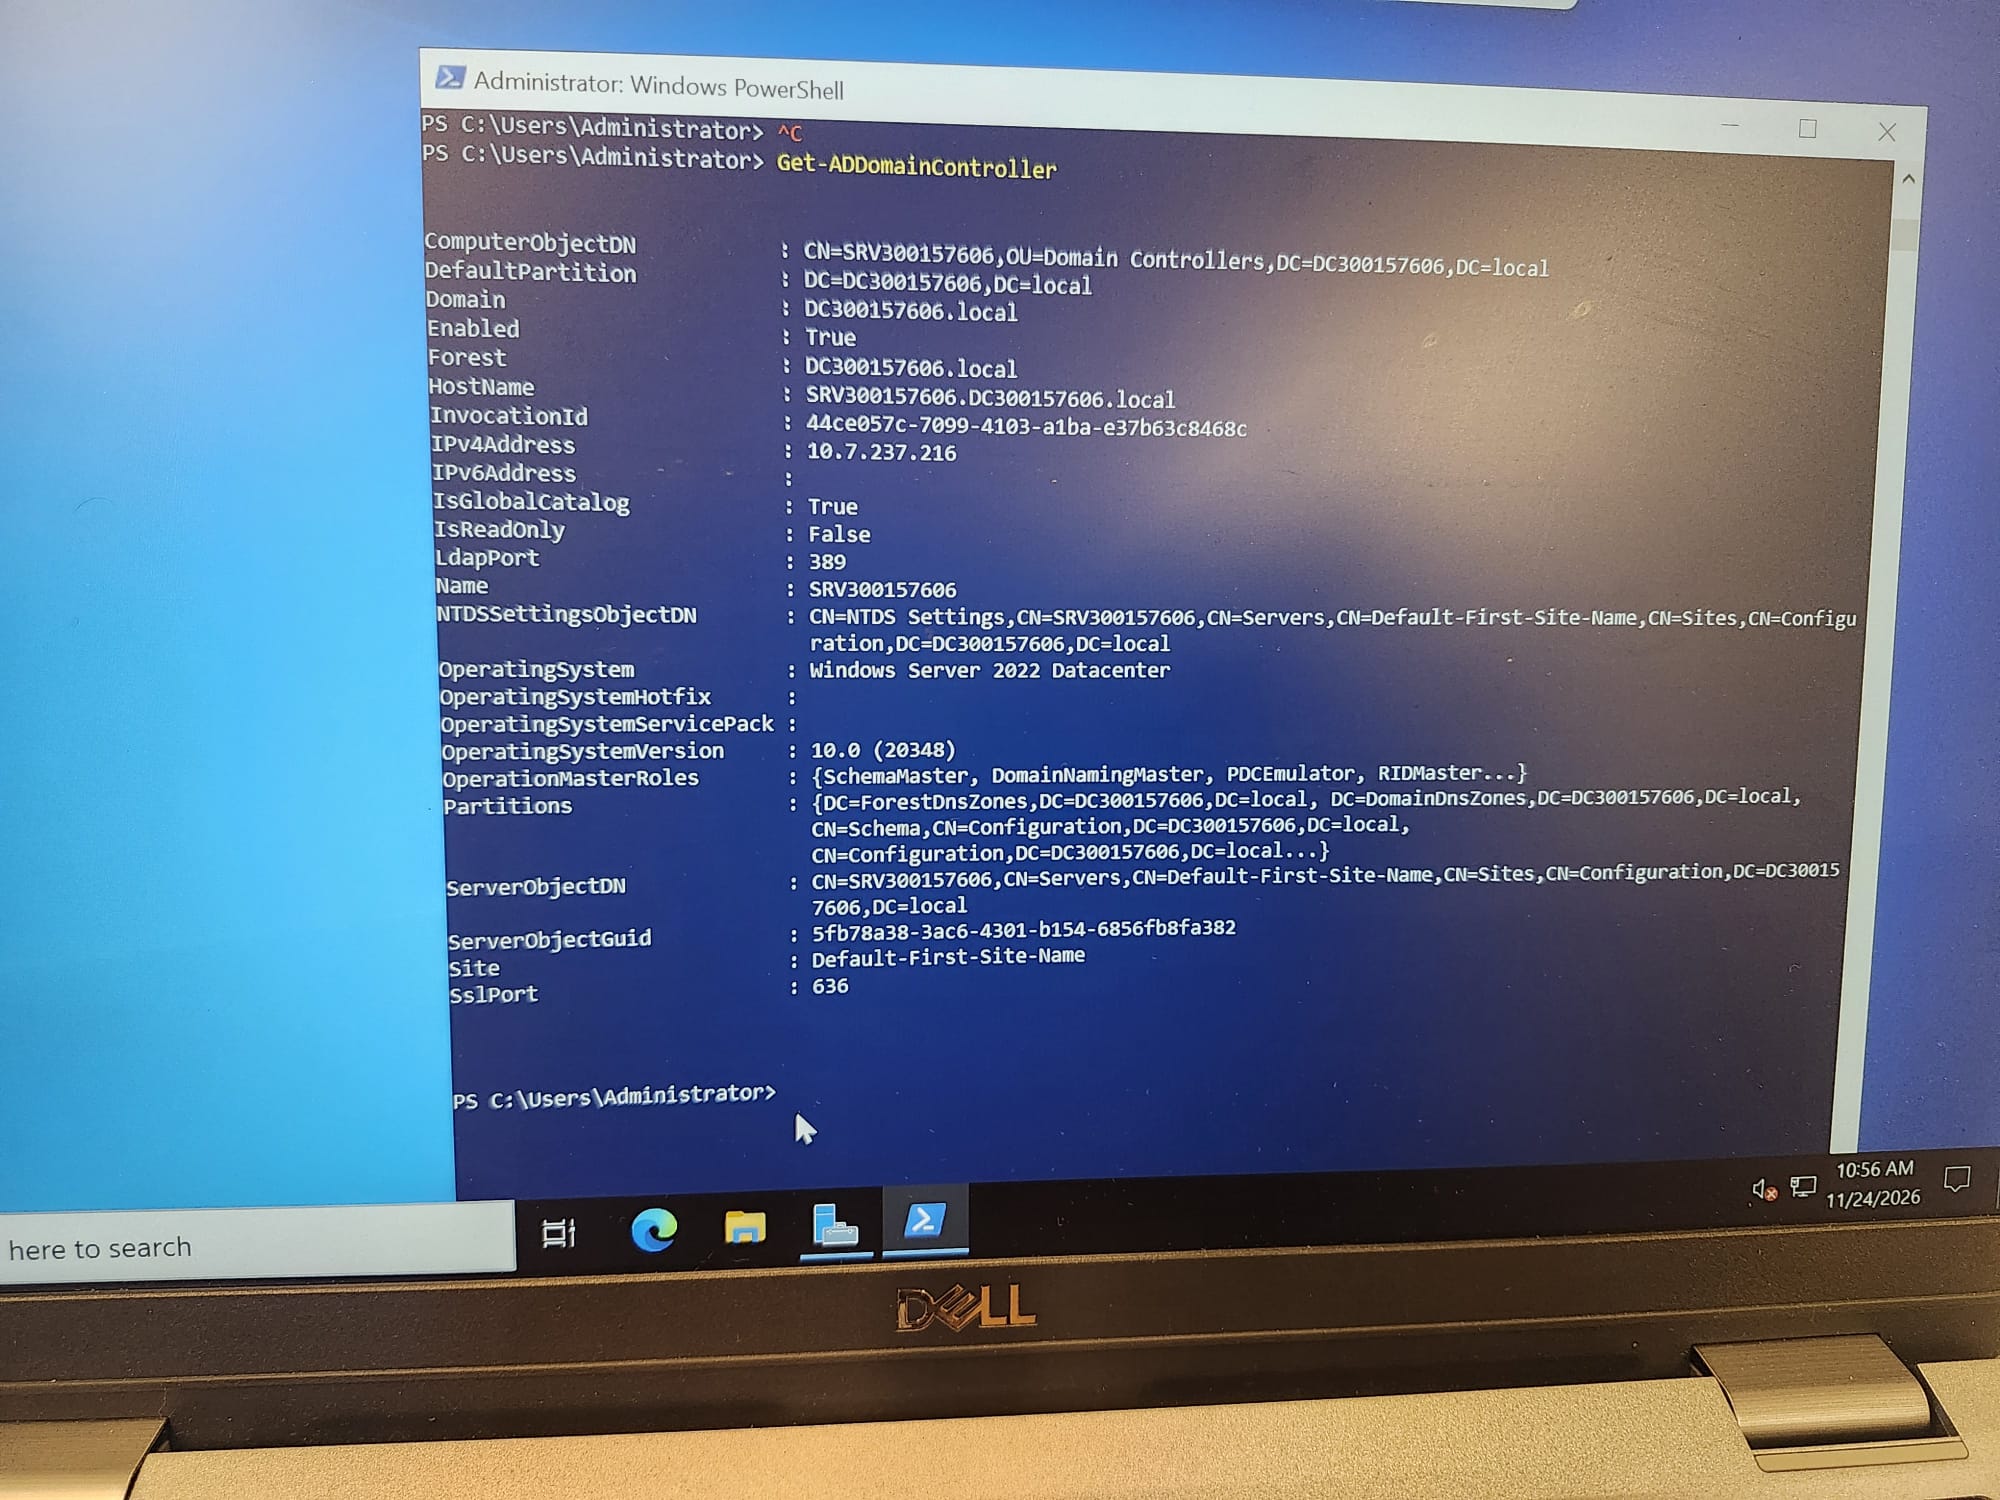 Administrator: Windows PowerShell
PS C:\Users\Administrator> ^C
PS C:\Users\Administrator> Get-ADDomainController
ComputerObjectDN : CN=SRV300157606,OU=Domain Controllers,DC=DC300157606,DC=local
DefaultPartition : DC=DC300157606,DC=local
Domain : DC300157606.local
Enabled : True
Forest : DC300157606.local
HostName : SRV300157606.DC300157606.local
InvocationId : 44ce057c-7099-4103-a1ba-e37b63c8468c
IPv4Address : 10.7.237.216
IPv6Address :
IsGlobalCatalog : True
IsReadOnly : False
LdapPort : 389
Name : SRV300157606
NTDSSettingsObjectDN : CN=NTDS Settings,CN=SRV300157606,CN=Servers,CN=Default-First-Site-Name,CN=Sites,CN=Configu
ration,DC=DC300157606,DC=local
OperatingSystem : Windows Server 2022 Datacenter
OperatingSystemHotfix :
OperatingSystemServicePack :
OperatingSystemVersion : 10.0 (20348)
OperationMasterRoles : {SchemaMaster, DomainNamingMaster, PDCEmulator, RIDMaster...}
Partitions : {DC=ForestDnsZones,DC=DC300157606,DC=local, DC=DomainDnsZones,DC=DC300157606,DC=local,
CN=Schema,CN=Configuration,DC=DC300157606,DC=local,
CN=Configuration,DC=DC300157606,DC=local...}
ServerObjectDN : CN=SRV300157606,CN=Servers,CN=Default-First-Site-Name,CN=Sites,CN=Configuration,DC=DC30015
7606,DC=local
ServerObjectGuid : 5fb78a38-3ac6-4301-b154-6856fb8fa382
Site : Default-First-Site-Name
SslPort : 636
PS C:\Users\Administrator>
10:56 AM
11/24/2026
here to search
DELL